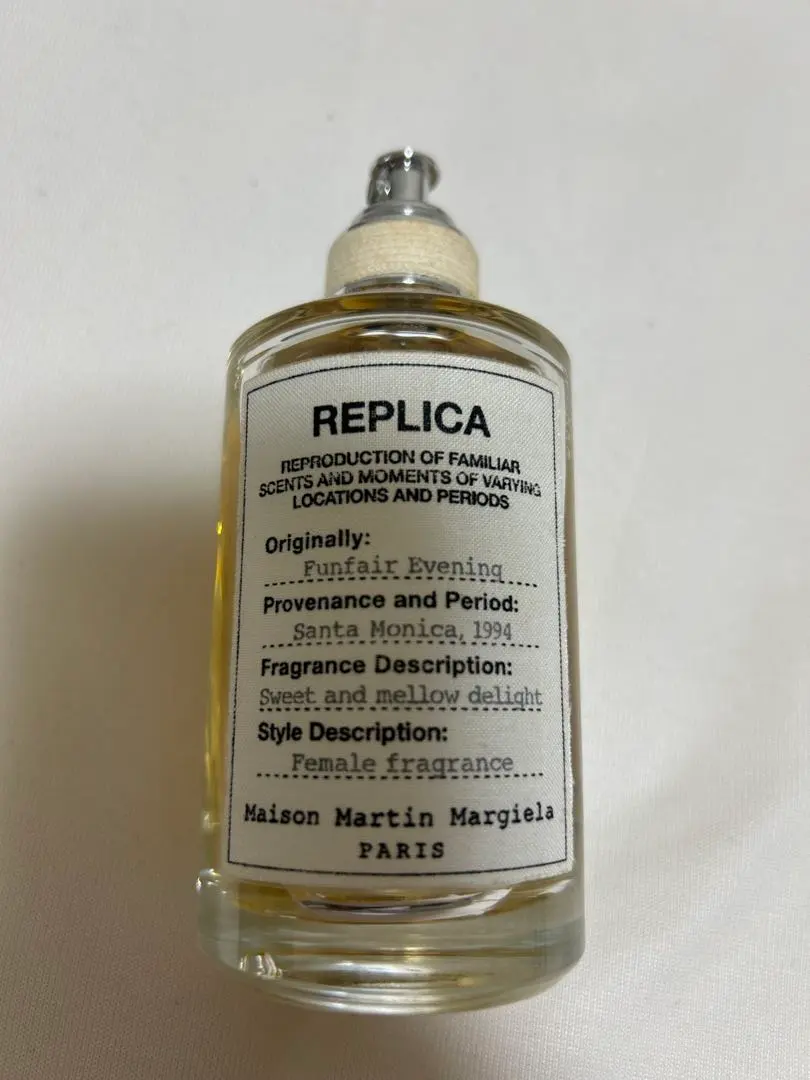 REPLICA
REPRODUCTION OF FAMILIAR
SCENTS AND MOMENTS OF VARYING
LOCATIONS AND PERIODS
Originally:
Funfair Evening
Provenance and Period:
Santa Monica, 1994
Fragrance Description:
Sweet and mellow delight
Style Description:
Female fragrance
Maison Martin Margiela
PARIS